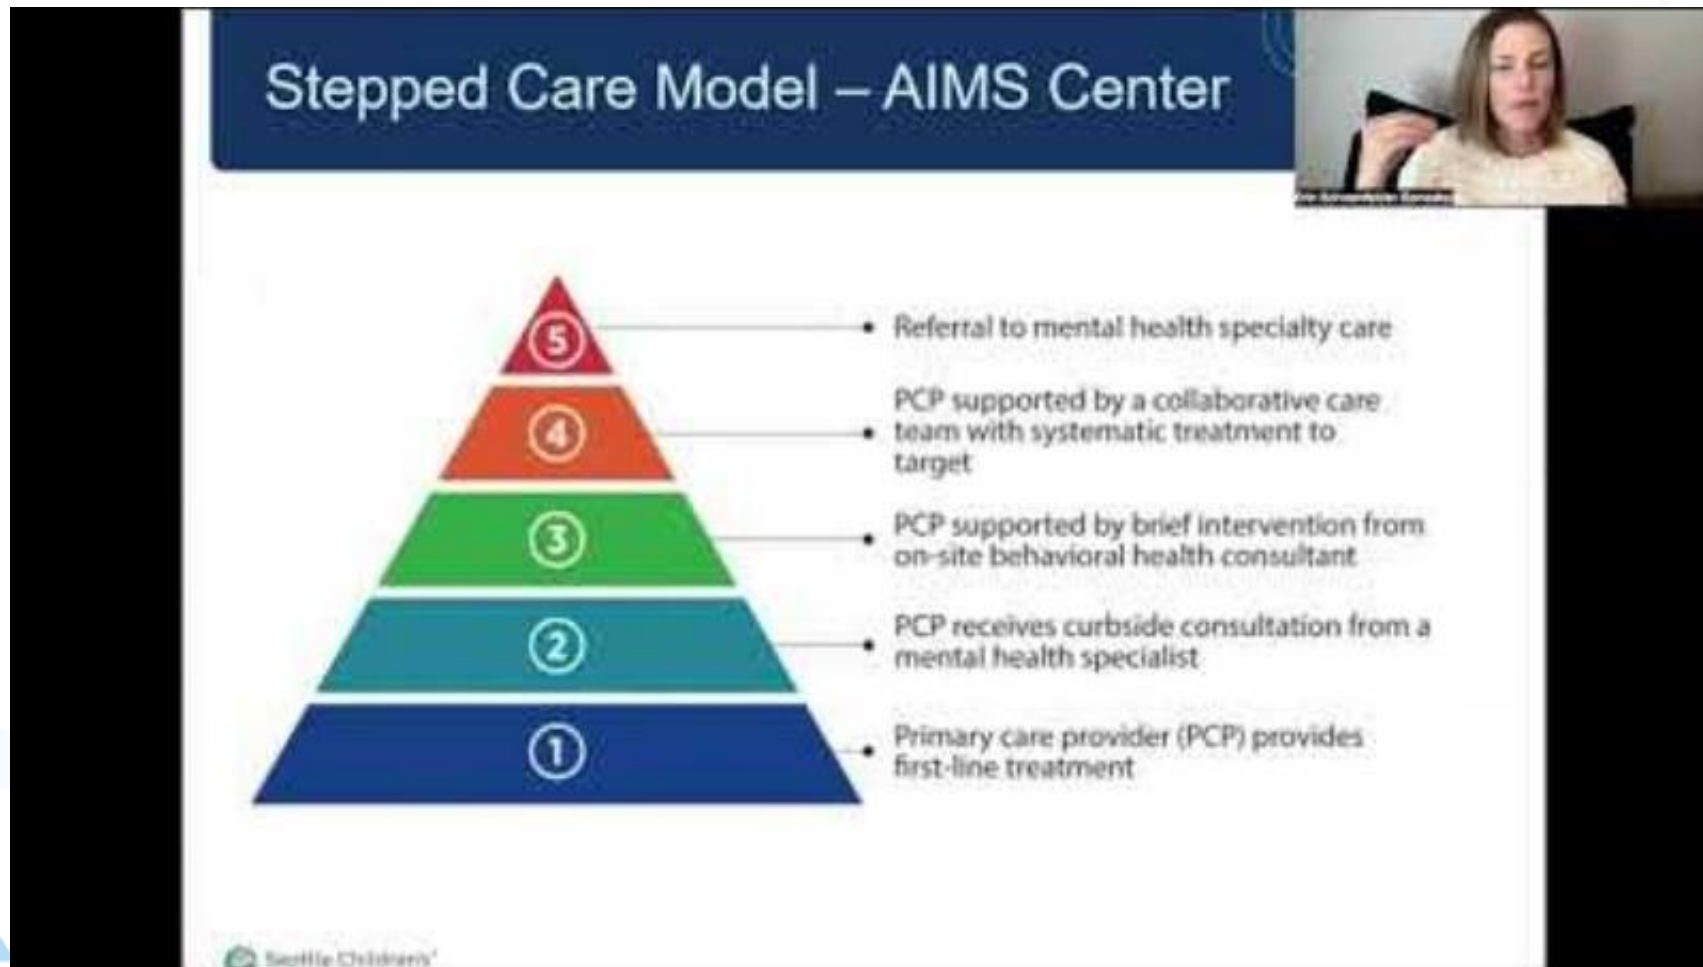 Stepped Care Model – AIMS Center
5
Referral to mental health specialty care
4
PCP supported by a collaborative care
team with systematic treatment to
target
3
PCP supported by brief intervention from
on-site behavioral health consultant
2
PCP receives curbside consultation from a
mental health specialist
1
Primary care provider (PCP) provides
first-line treatment
Seattle Children's